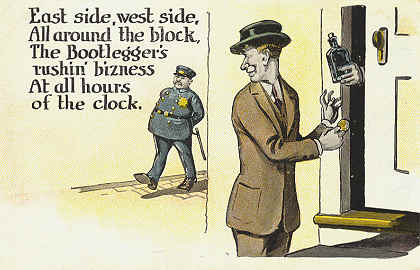 East side, west side,
All around the block,
The Bootlegger's
rushin' bizness
At all hours
of the clock.